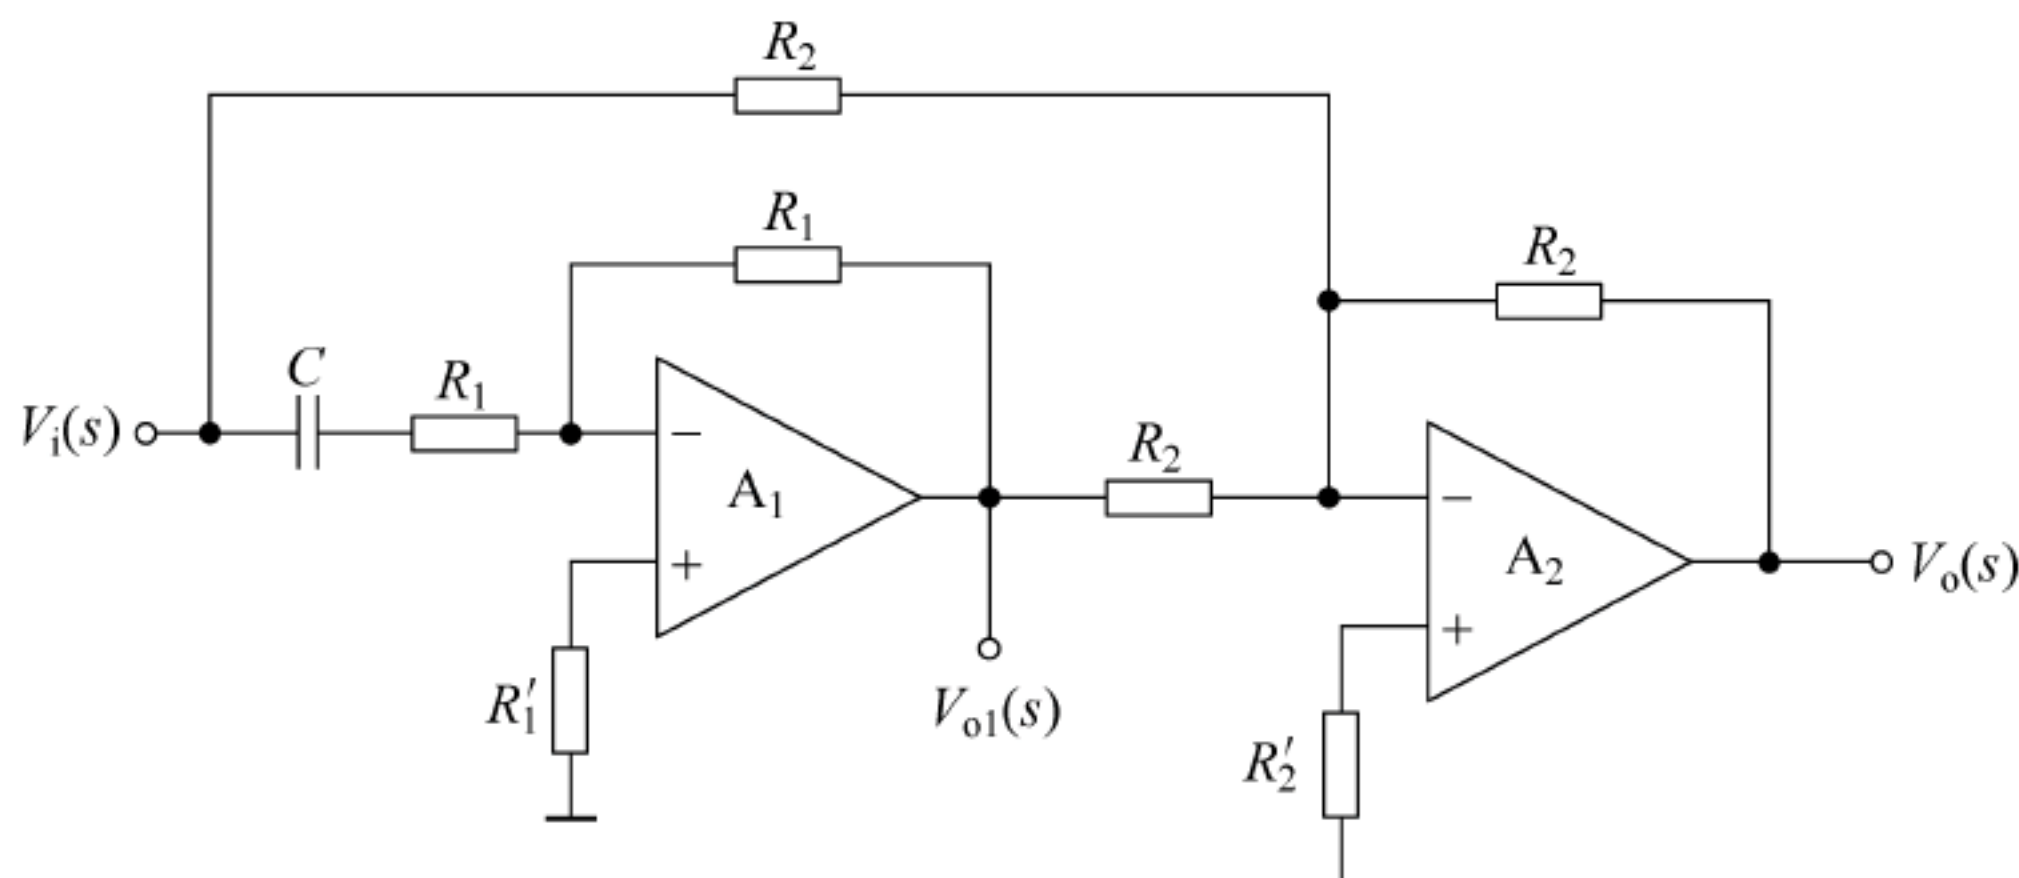 R₂
R₁
R₂
C
R₁
Vᵢ(s)
−
A₁
+
R₂
−
A₂
+
Vₒ(s)
R₁′
Vₒ₁(s)
R₂′